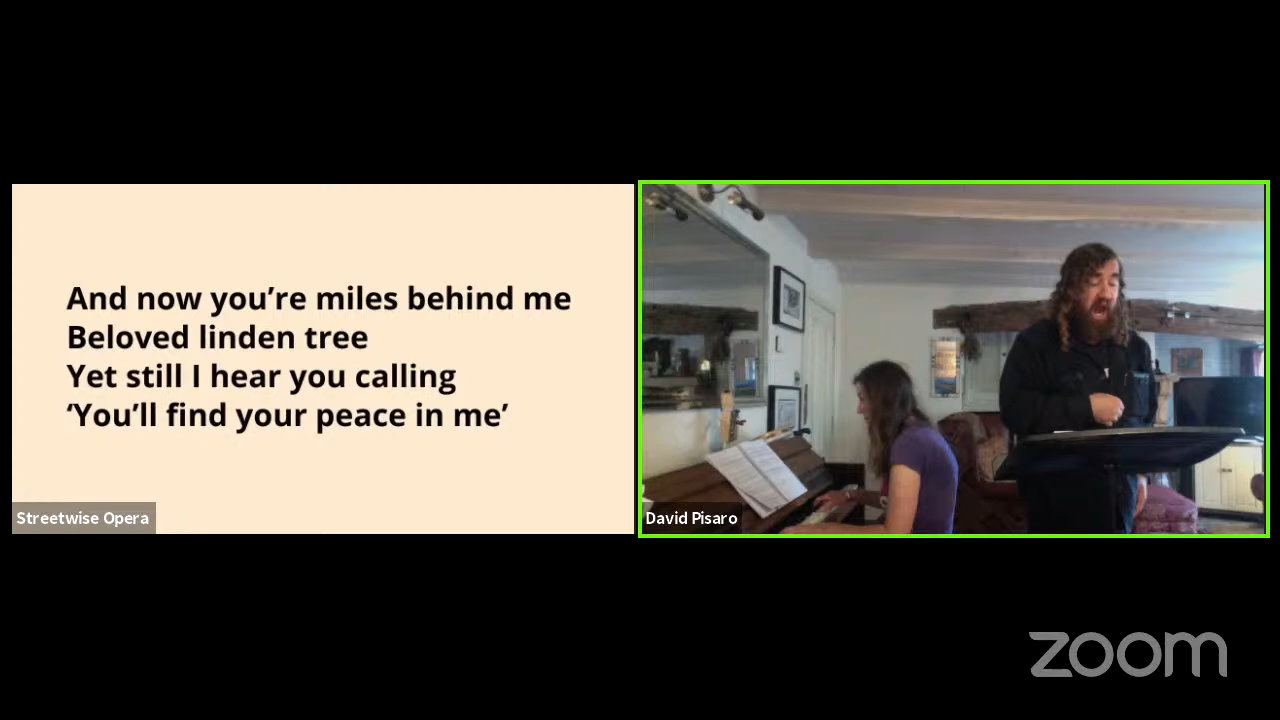 And now you’re miles behind me
Beloved linden tree
Yet still I hear you calling
‘You’ll find your peace in me’
Streetwise Opera
David Pisaro
zoom